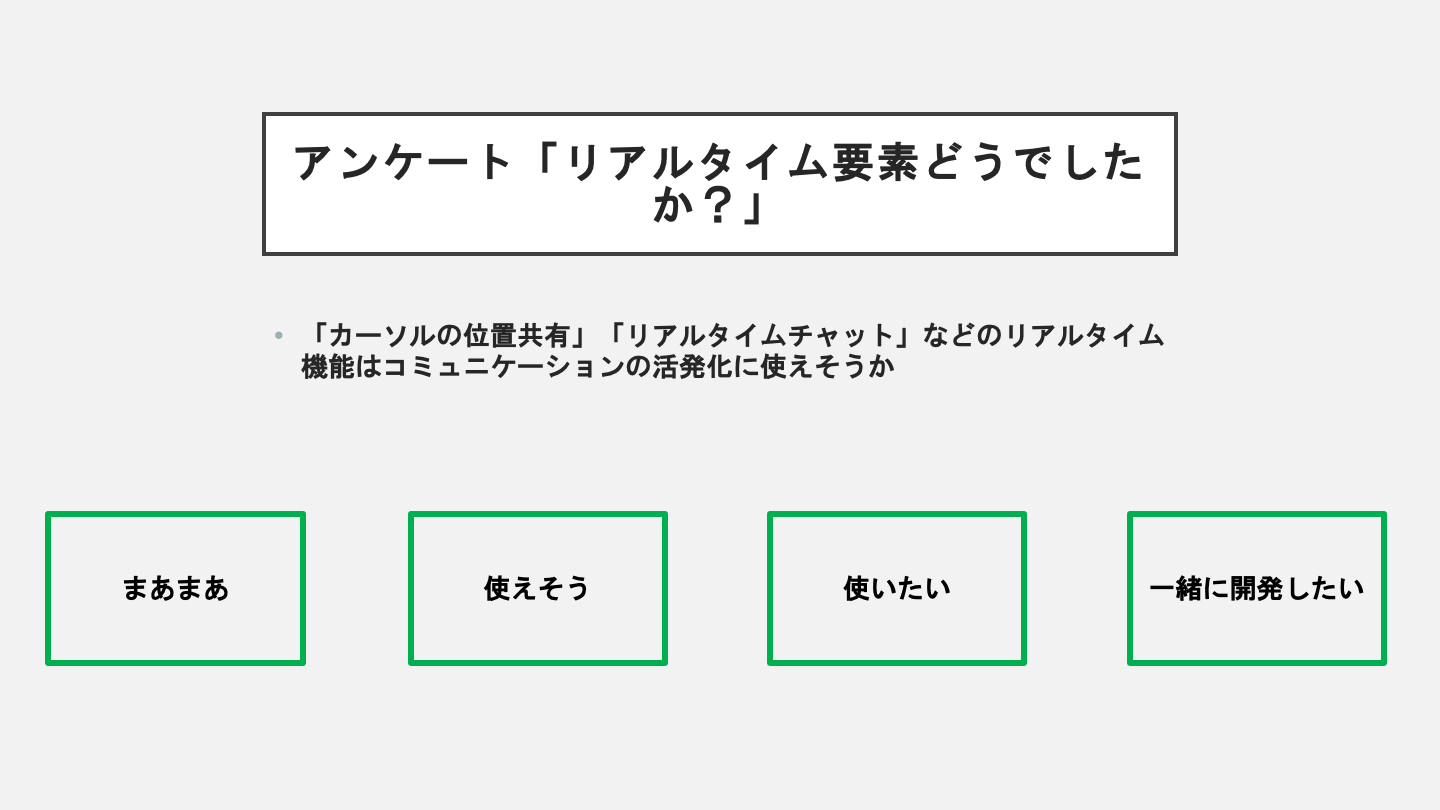 アンケート「リアルタイム要素どうでした
か？」
• 「カーソルの位置共有」「リアルタイムチャット」などのリアルタイム
機能はコミュニケーションの活発化に使えそうか
まあまあ
使えそう
使いたい
一緒に開発したい